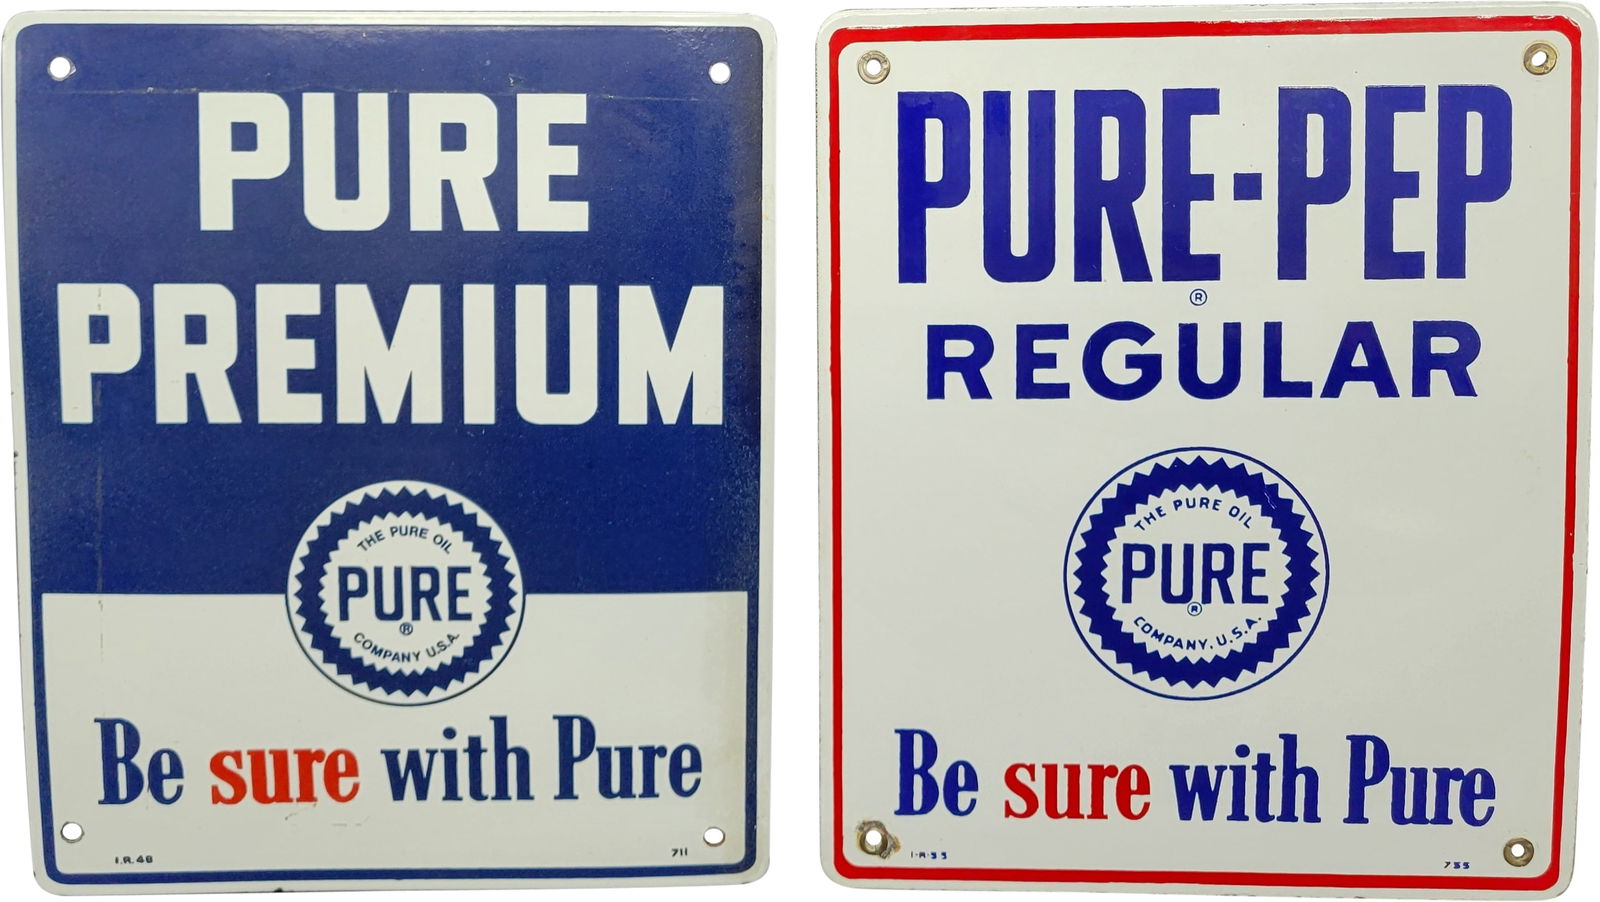 PURE
PREMIUM
THE PURE OIL
PURE
®
COMPANY U.S.A.
Be sure with Pure
I.R. 48
711
PURE-PEP
®
REGULAR
THE PURE OIL
PURE
®
COMPANY, U.S.A.
Be sure with Pure
I-R-55
755